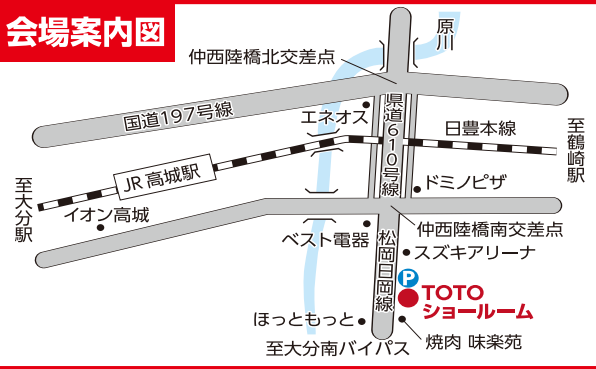 会場案内図
原川
仲西陸橋北交差点
国道197号線
エネオス
県道610号線
日豊本線
至鶴崎駅
JR高城駅
至大分駅
イオン高城
ドミノピザ
仲西陸橋南交差点
ベスト電器
松岡日岡線
スズキアリーナ
P
TOTO
ショールーム
ほっともっと
焼肉 味楽苑
至大分南バイパス